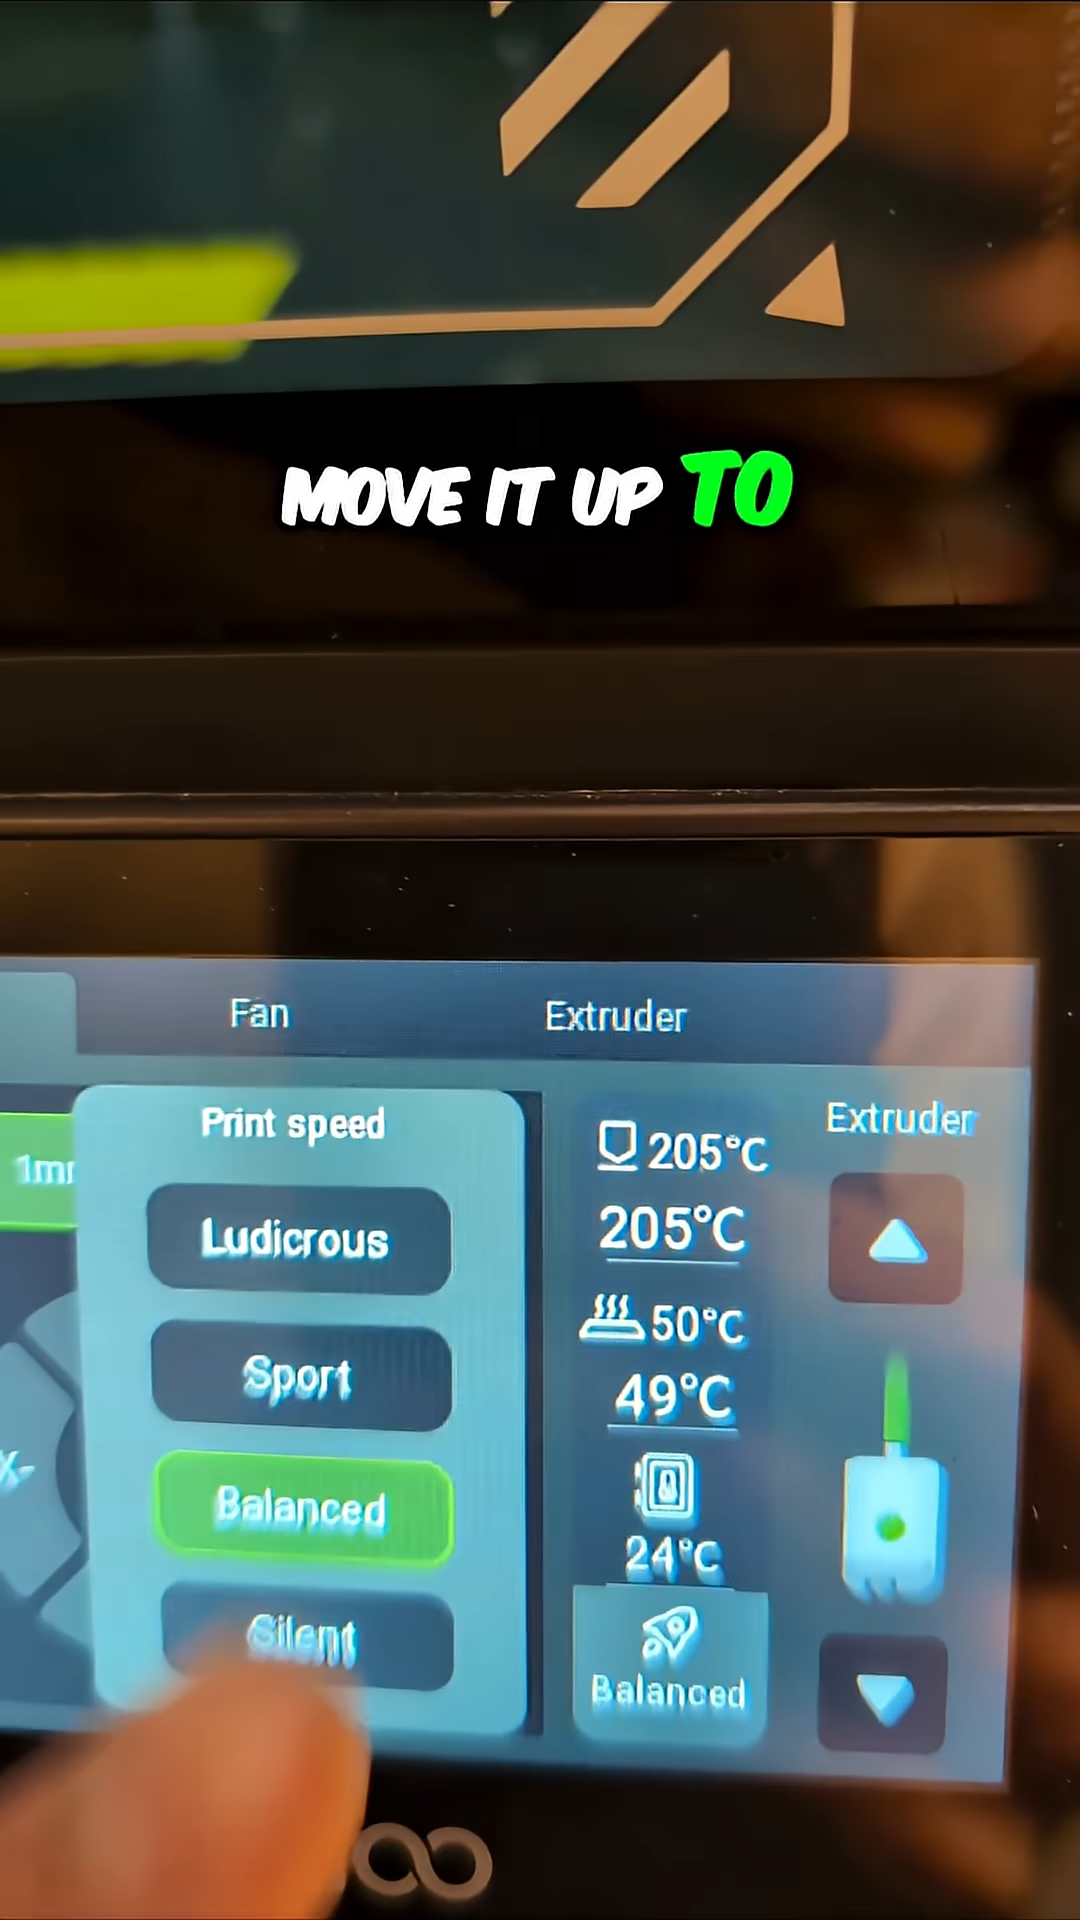 MOVE IT UP TO
Fan
Extruder
Print speed
Ludicrous
Sport
Balanced
Silent
205°C
205°C
50°C
49°C
24°C
Balanced
Extruder
X-